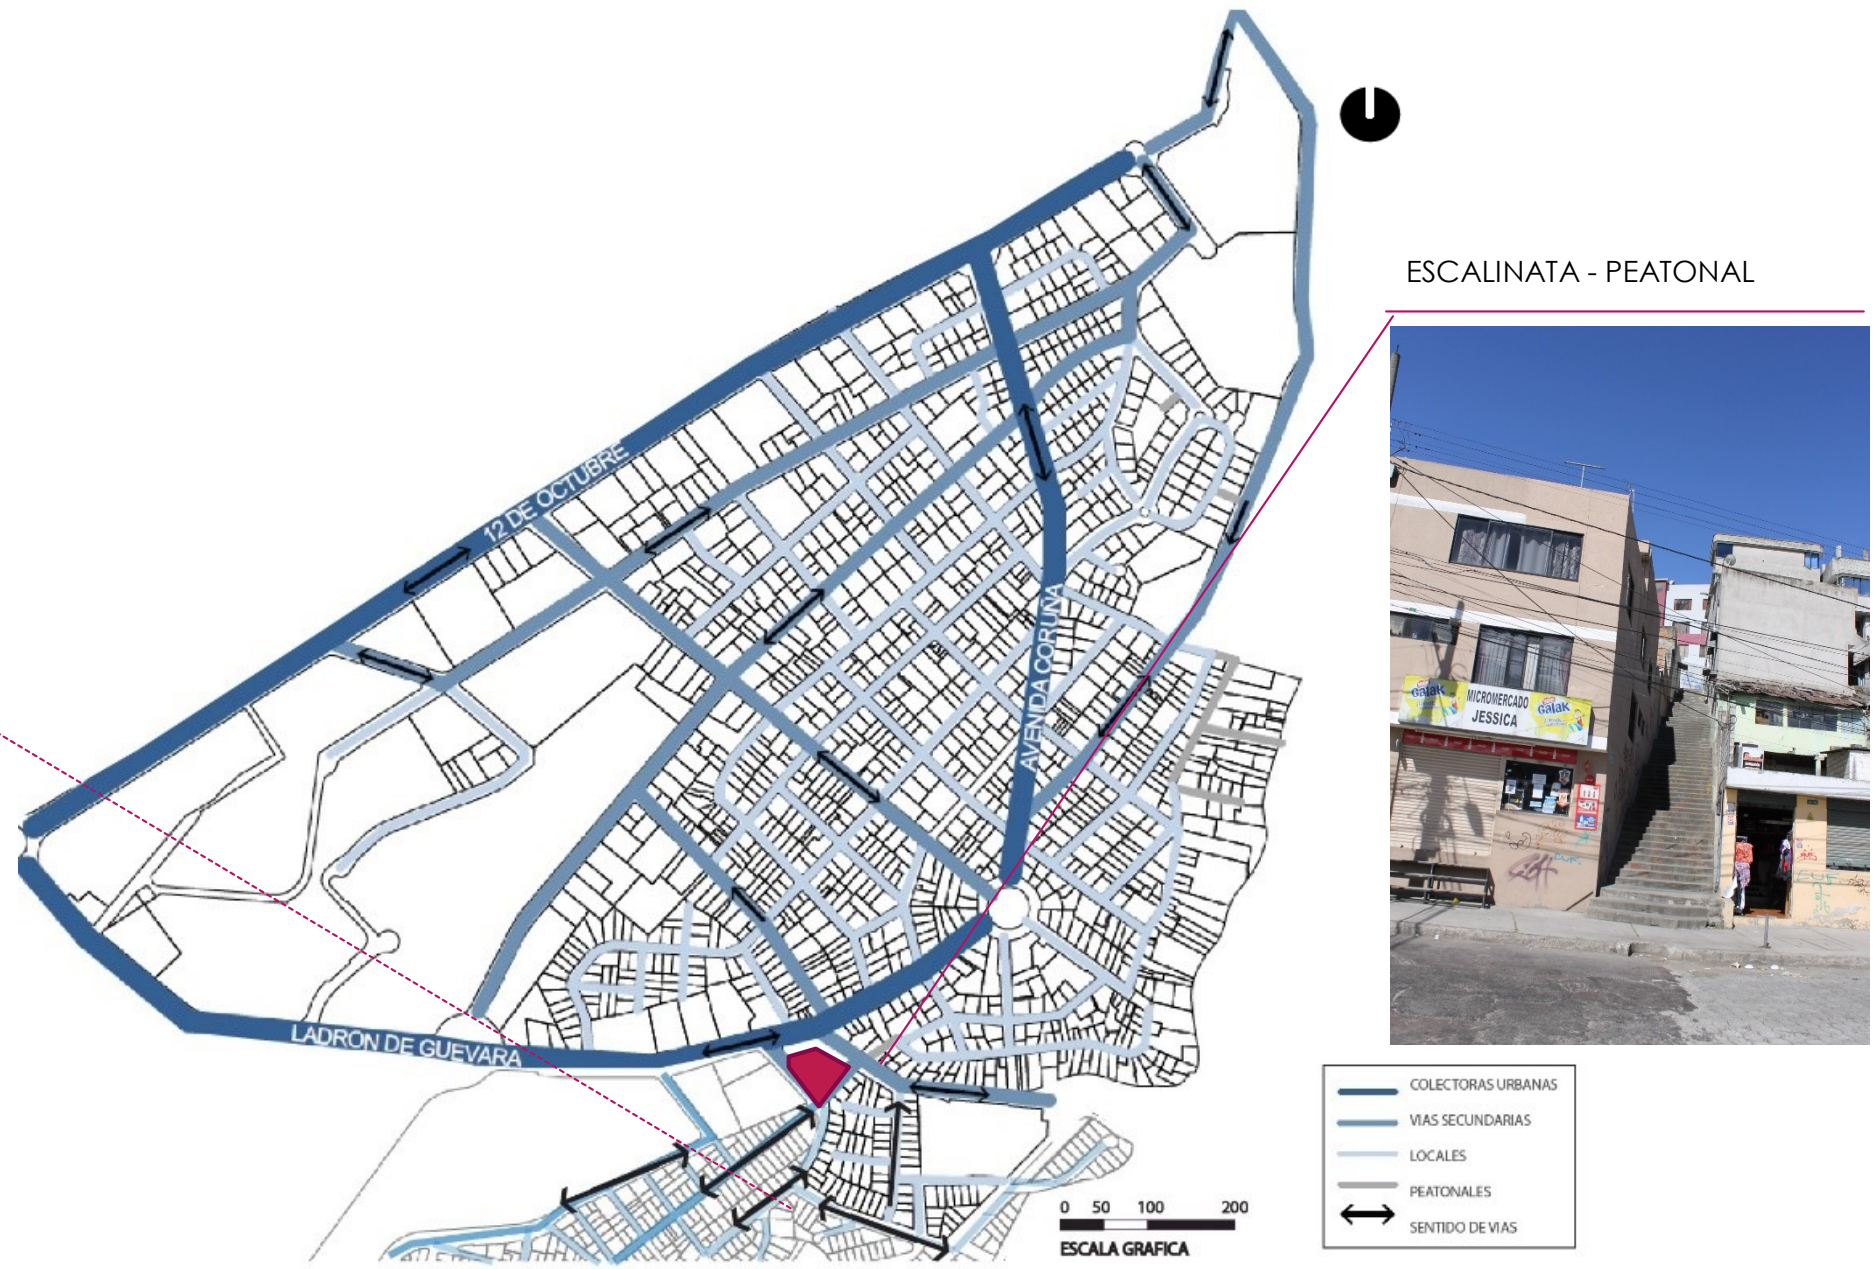 ESCALINATA - PEATONAL
12 DE OCTUBRE
AVENIDA CORUÑA
LADRON DE GUEVARA
Galak
MICROMERCADO
JESSICA
Galak
COLECTORAS URBANAS
VIAS SECUNDARIAS
LOCALES
PEATONALES
SENTIDO DE VIAS
0 50 100 200
ESCALA GRAFICA